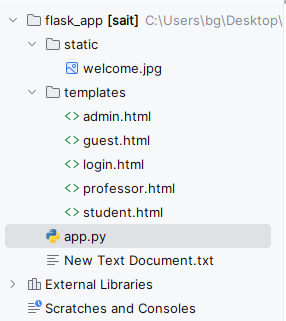 flask_app [sait] C:\Users\bg\Desktop\
static
welcome.jpg
templates
admin.html
guest.html
login.html
professor.html
student.html
app.py
New Text Document.txt
External Libraries
Scratches and Consoles